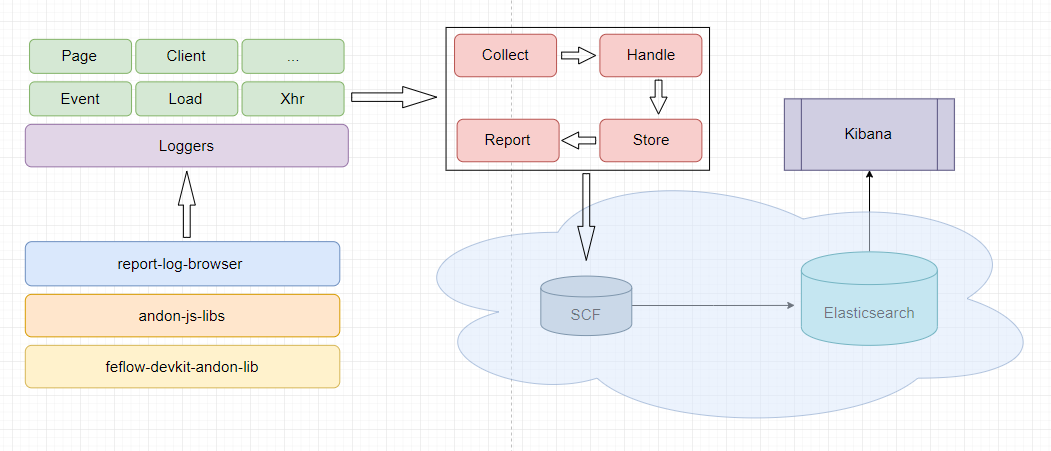 Page
Client
...
Event
Load
Xhr
Loggers
report-log-browser
andon-js-libs
feflow-devkit-andon-lib
Collect
Handle
Report
Store
SCF
Elasticsearch
Kibana